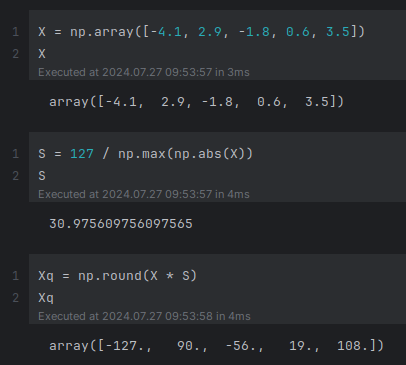 1 X = np.array([-4.1, 2.9, -1.8, 0.6, 3.5])
2 X
Executed at 2024.07.27 09:53:57 in 3ms
array([-4.1,  2.9, -1.8,  0.6,  3.5])
1 S = 127 / np.max(np.abs(X))
2 S
Executed at 2024.07.27 09:53:57 in 4ms
30.975609756097565
1 Xq = np.round(X * S)
2 Xq
Executed at 2024.07.27 09:53:58 in 4ms
array([-127.,   90.,  -56.,   19.,  108.])